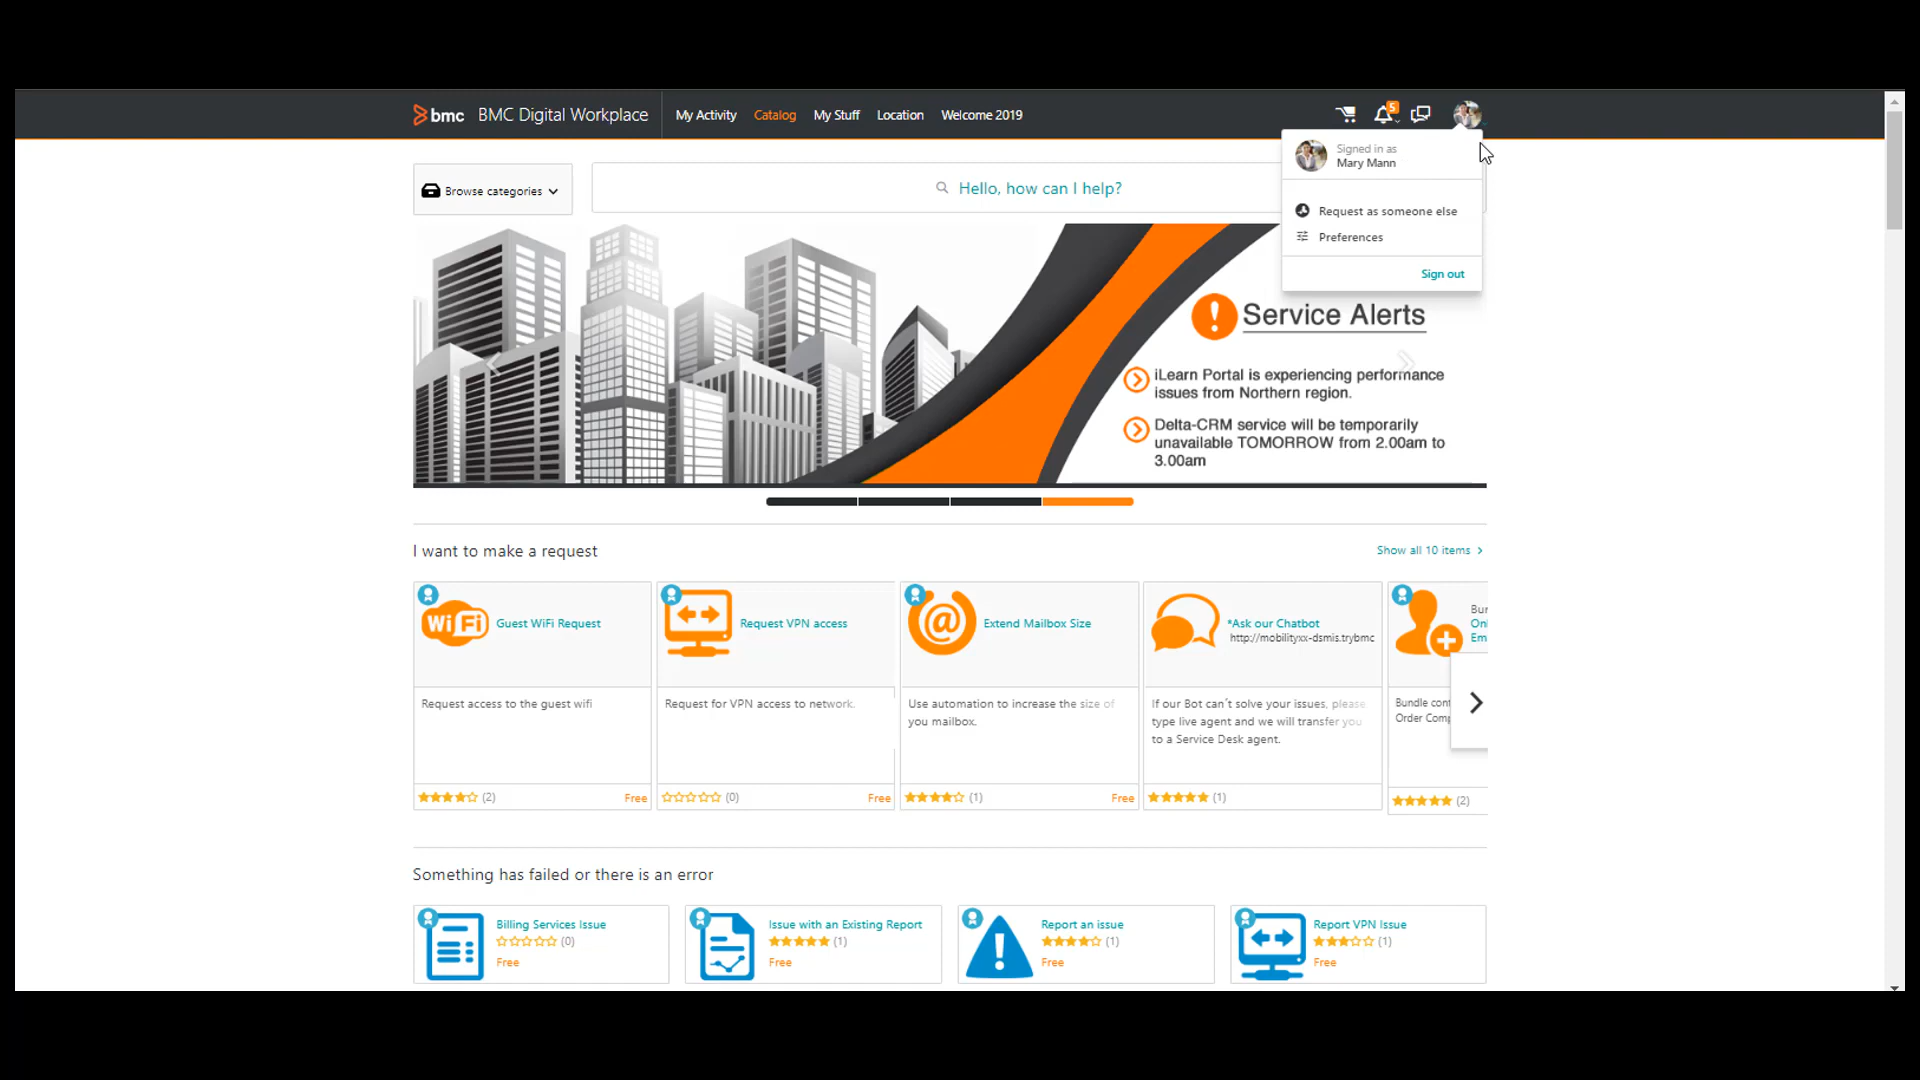 bmc BMC Digital Workplace My Activity Catalog My Stuff Location Welcome 2019 5
Signed in as
Mary Mann
Browse categories
Hello, how can I help?
Request as someone else
Preferences
Sign out
! Service Alerts
iLearn Portal is experiencing performance
issues from Northern region.
Delta-CRM service will be temporarily
unavailable TOMORROW from 2.00am to
3.00am
I want to make a request
Show all 10 items
WiFi Guest WiFi Request
Request access to the guest wifi
(2) Free
Request VPN access
Request for VPN access to network.
(0) Free
@ Extend Mailbox Size
Use automation to increase the size of
you mailbox.
(1) Free
*Ask our Chatbot
http://mobilityxx-dsmis.trybmc
If our Bot can't solve your issues, please
type live agent and we will transfer you
to a Service Desk agent.
(1)
Bun
On
Em
Bundle cont
Order Comp
(2)
Something has failed or there is an error
Billing Services Issue
(0)
Free
Issue with an Existing Report
(1)
Free
Report an issue
(1)
Free
Report VPN Issue
(1)
Free